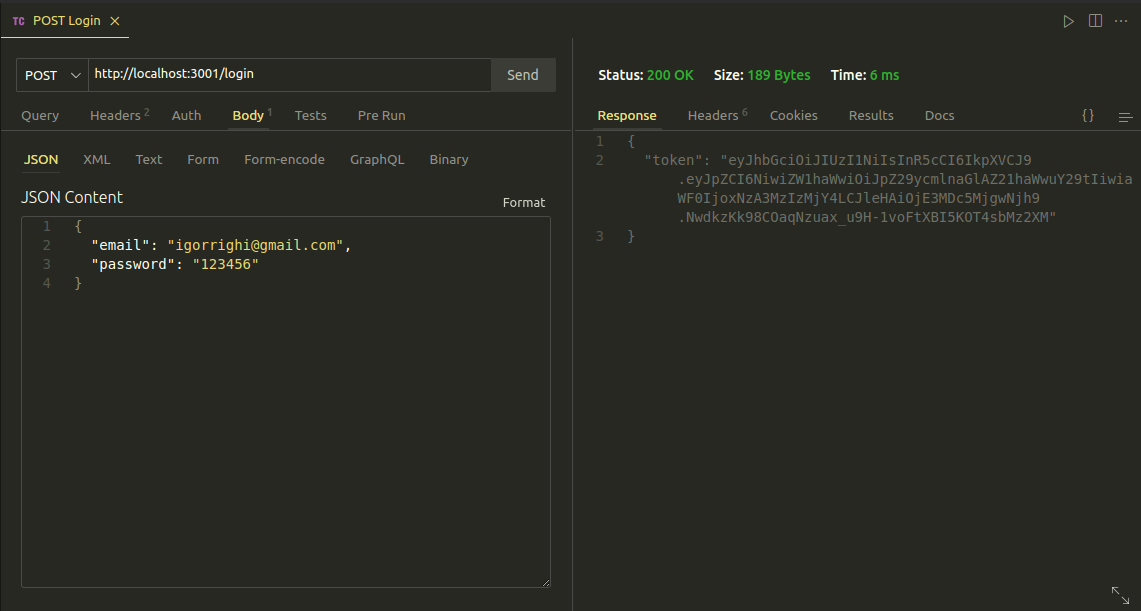 TC POST Login
POST http://localhost:3001/login Send
Query Headers 2 Auth Body 1 Tests Pre Run
JSON XML Text Form Form-encode GraphQL Binary
JSON Content
Format
1 {
2 "email": "igorrighi@gmail.com",
3 "password": "123456"
4 }
Status: 200 OK Size: 189 Bytes Time: 6 ms
Response Headers 6 Cookies Results Docs {}
1 {
2 "token": "eyJhbGciOiJIUzI1NiIsInR5cCI6IkpXVCJ9
.eyJpZCI6NiwiZW1haWwiOiJpZ29ycmlnaGlAZ21haWwuY29tIiwia
WF0IjoxNzA3MzIzMjY4LCJleHAiOjE3MDc5MjgwNjh9
.NwdkzKk98COaqNzuax_u9H-1voFtXBI5KOT4sbMz2XM"
3 }